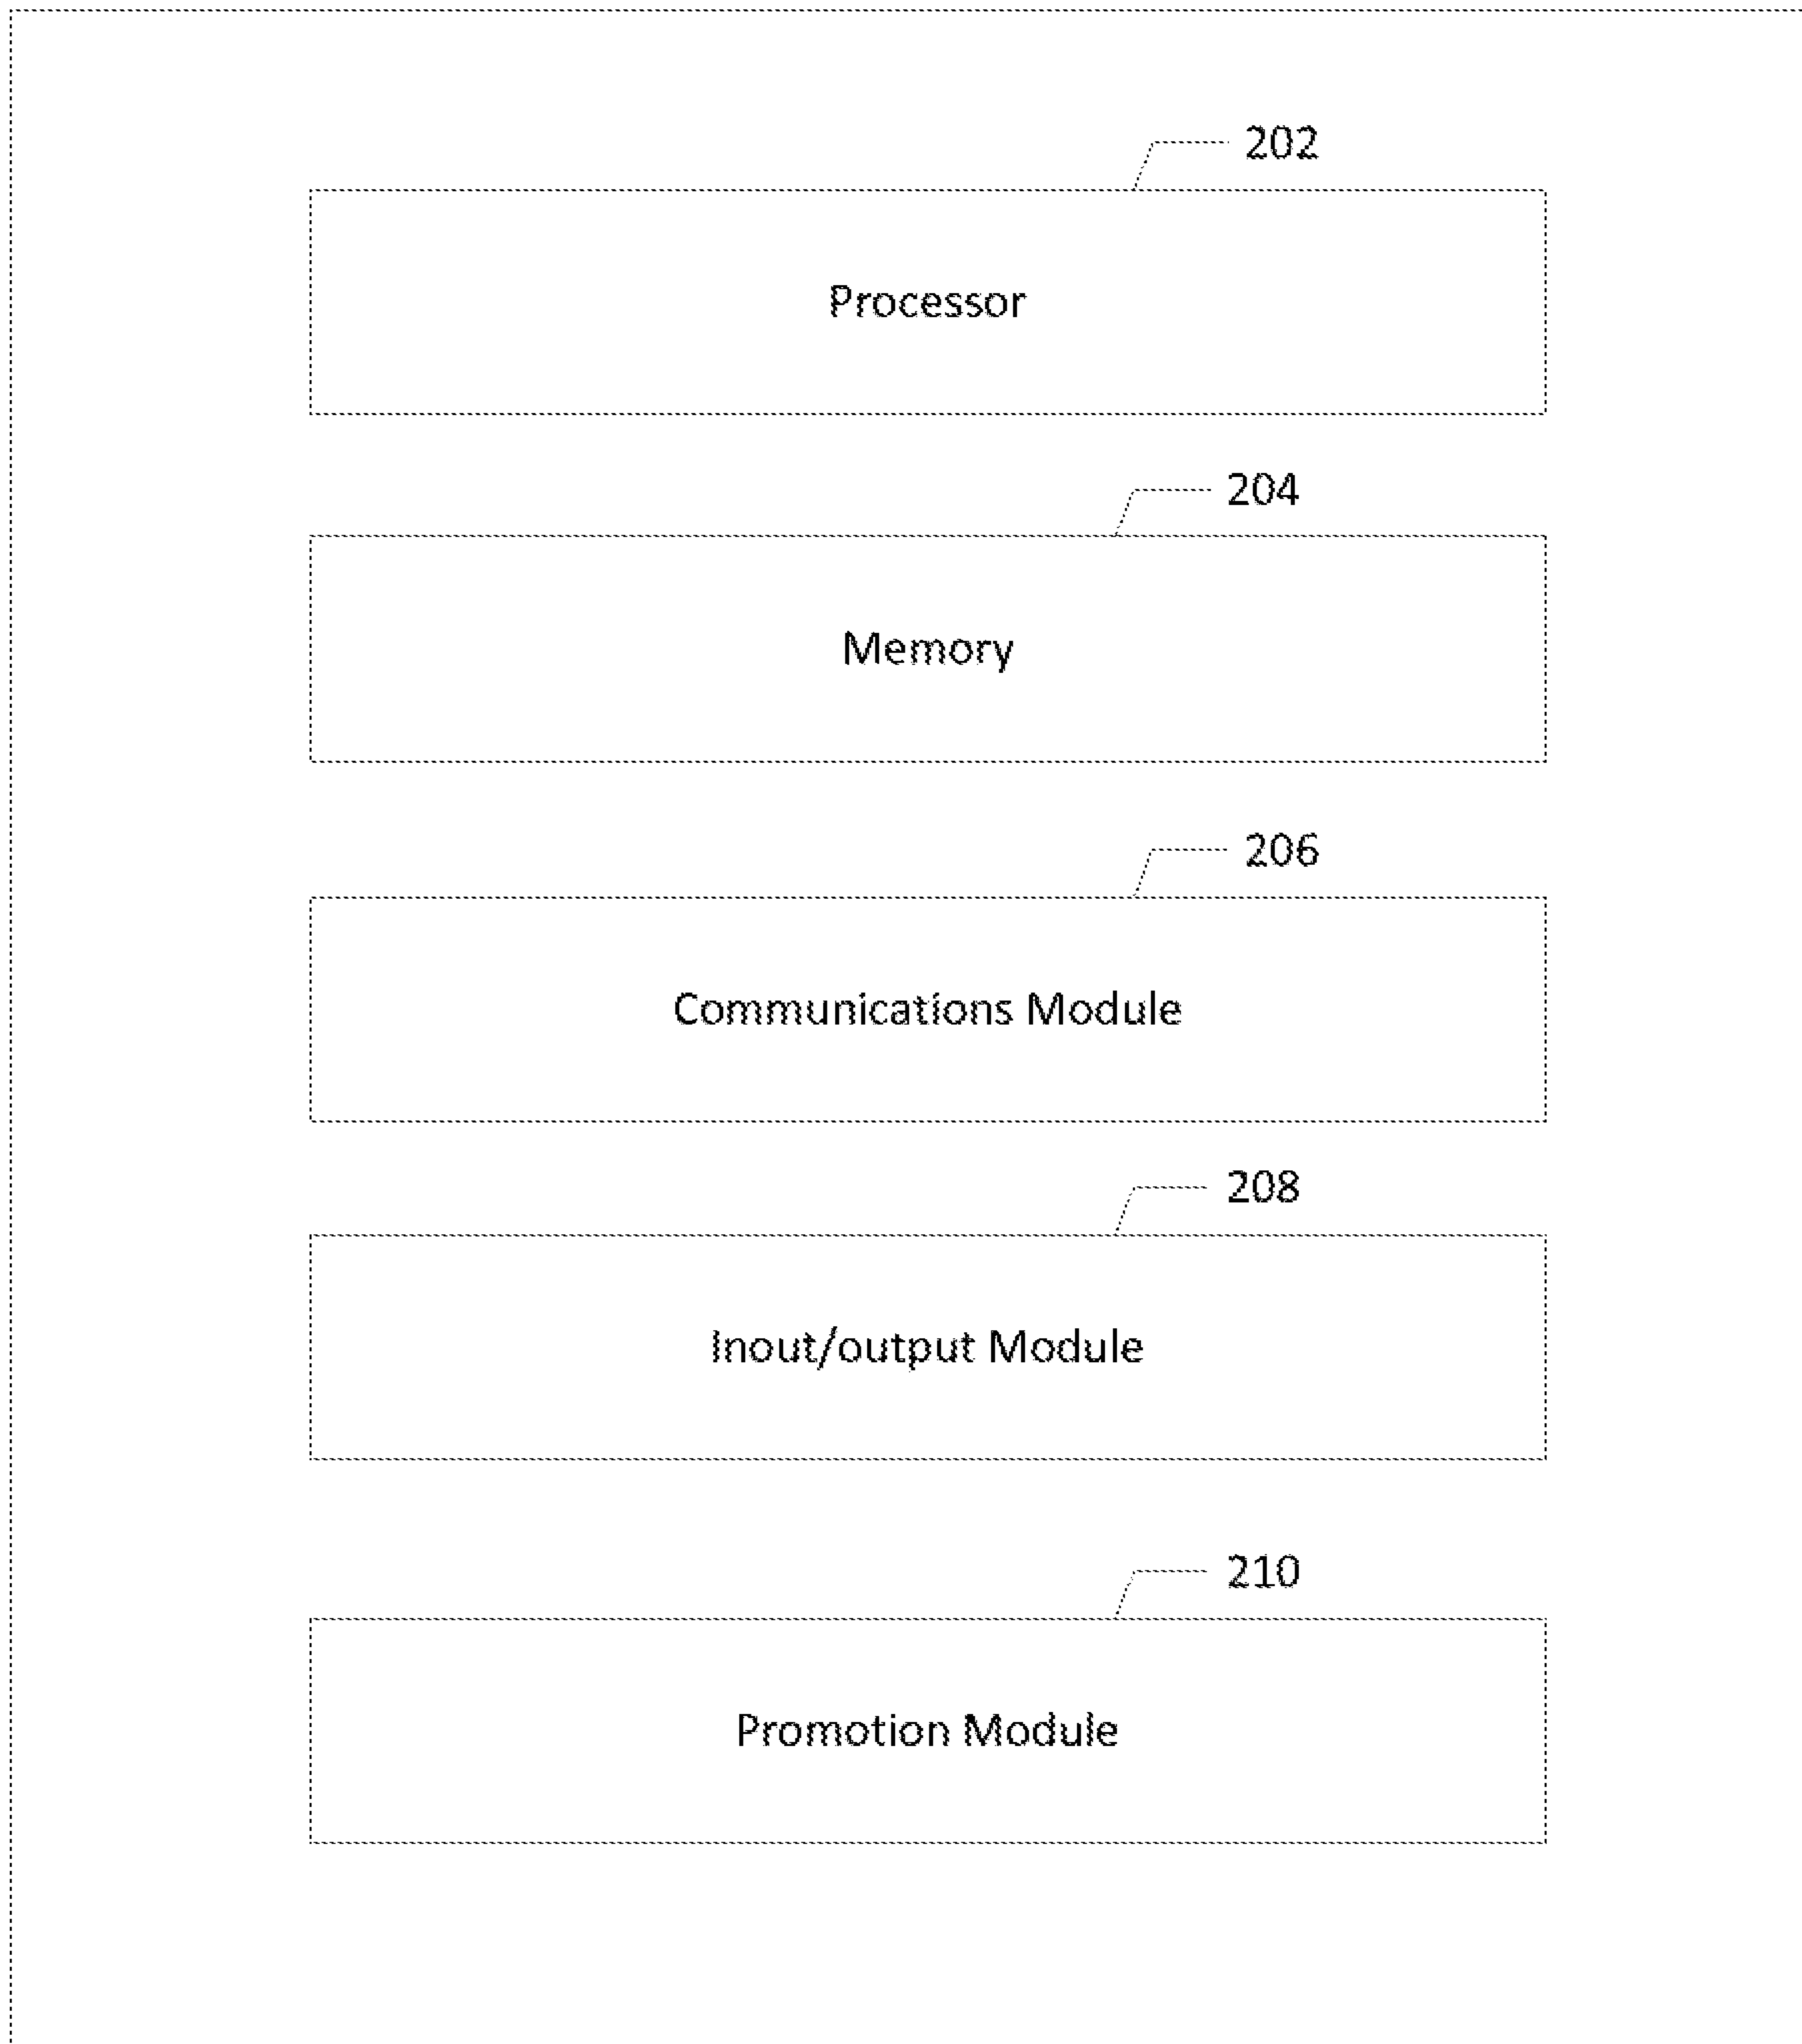 202
Processor
204
Memory
206
Communications Module
208
Inout/output Module
210
Promotion Module